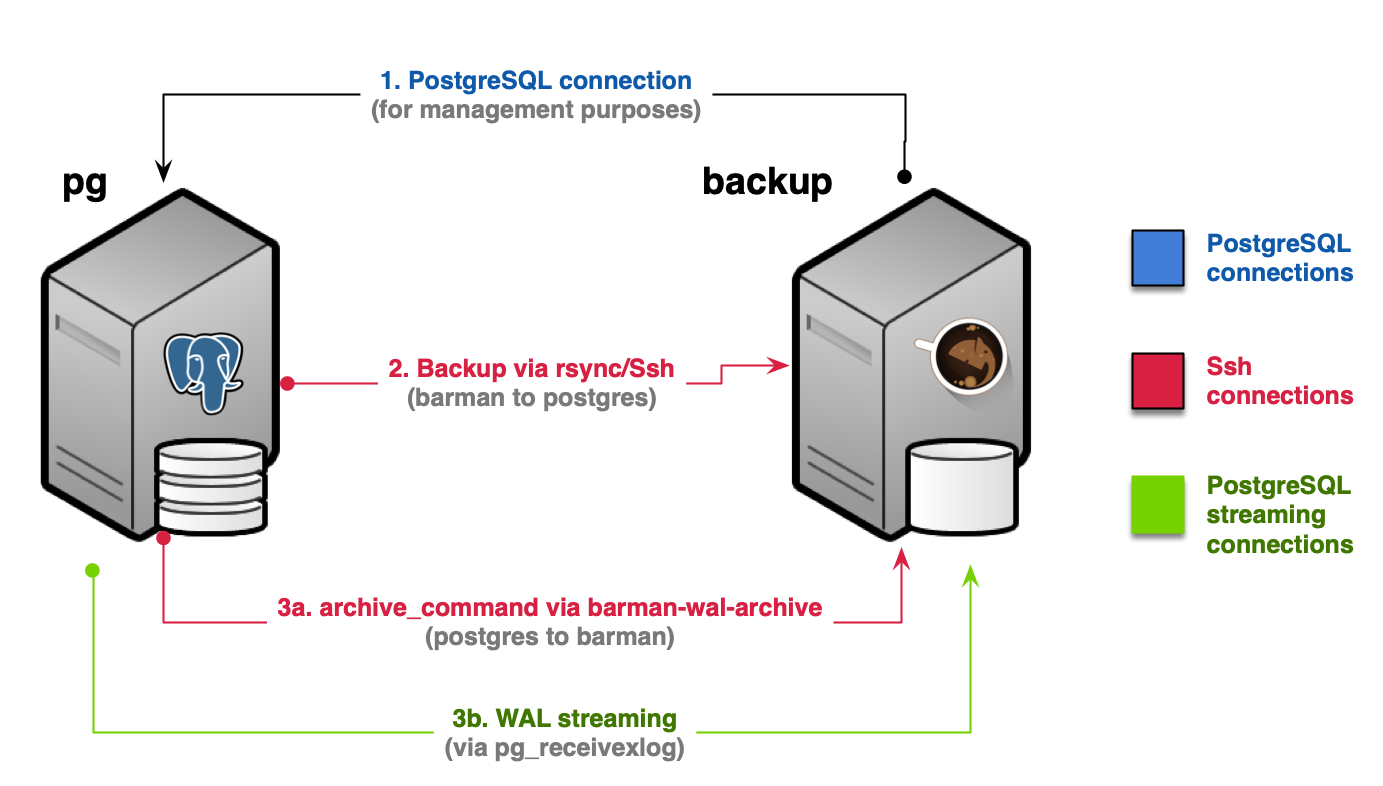 1. PostgreSQL connection
(for management purposes)
pg
backup
PostgreSQL
connections
2. Backup via rsync/Ssh
(barman to postgres)
Ssh
connections
PostgreSQL
streaming
connections
3a. archive_command via barman-wal-archive
(postgres to barman)
3b. WAL streaming
(via pg_receivexlog)